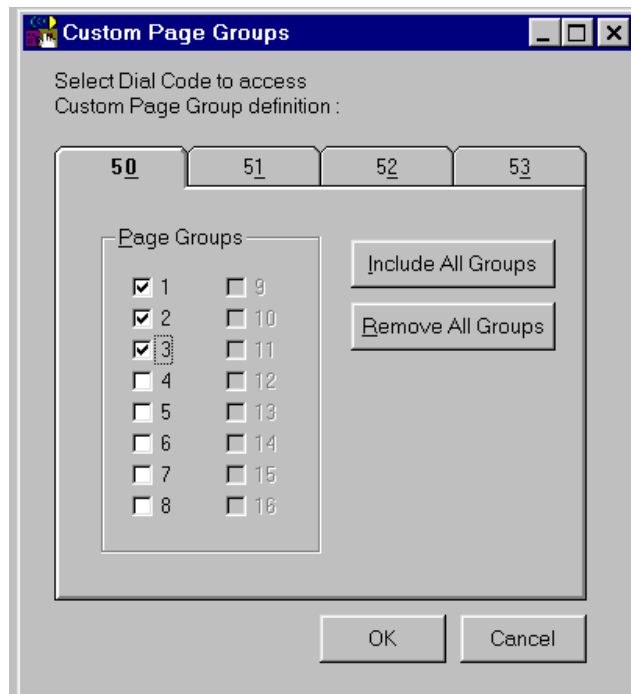 Custom Page Groups
Select Dial Code to access
Custom Page Group definition :
50 51 52 53
Page Groups
Include All Groups
Remove All Groups
1 9
2 10
3 11
4 12
5 13
6 14
7 15
8 16
OK Cancel